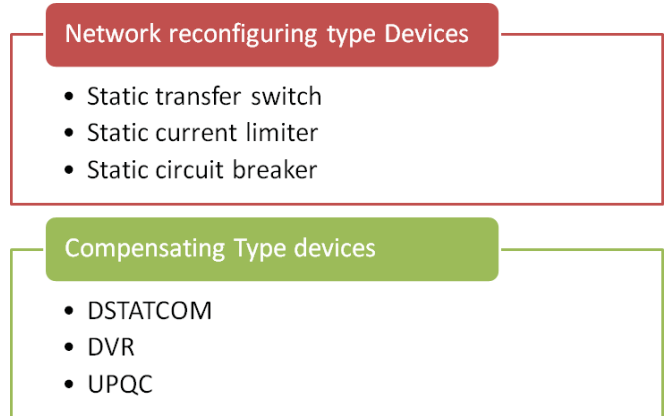 Network reconfiguring type Devices
• Static transfer switch
• Static current limiter
• Static circuit breaker
Compensating Type devices
• DSTATCOM
• DVR
• UPQC